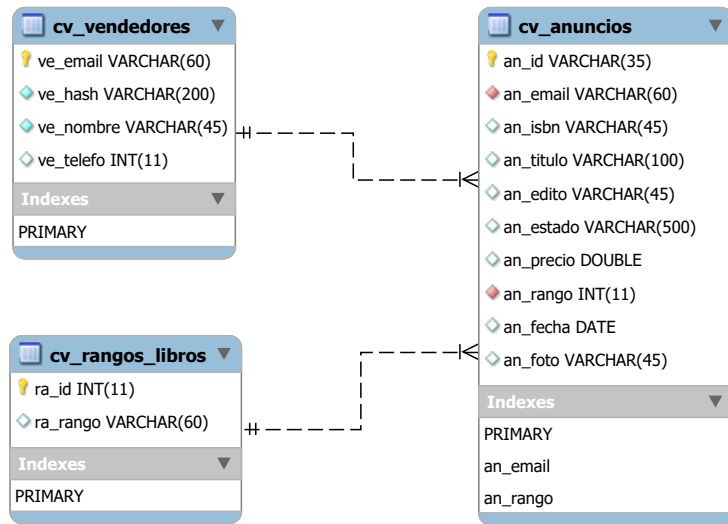 cv_vendedores
ve_email VARCHAR(60)
ve_hash VARCHAR(200)
ve_nombre VARCHAR(45)
ve_telefo INT(11)
Indexes
PRIMARY
cv_rangos_libros
ra_id INT(11)
ra_rango VARCHAR(60)
Indexes
PRIMARY
cv_anuncios
an_id VARCHAR(35)
an_email VARCHAR(60)
an_isbn VARCHAR(45)
an_titulo VARCHAR(100)
an_edito VARCHAR(45)
an_estado VARCHAR(500)
an_precio DOUBLE
an_rango INT(11)
an_fecha DATE
an_foto VARCHAR(45)
Indexes
PRIMARY
an_email
an_rango